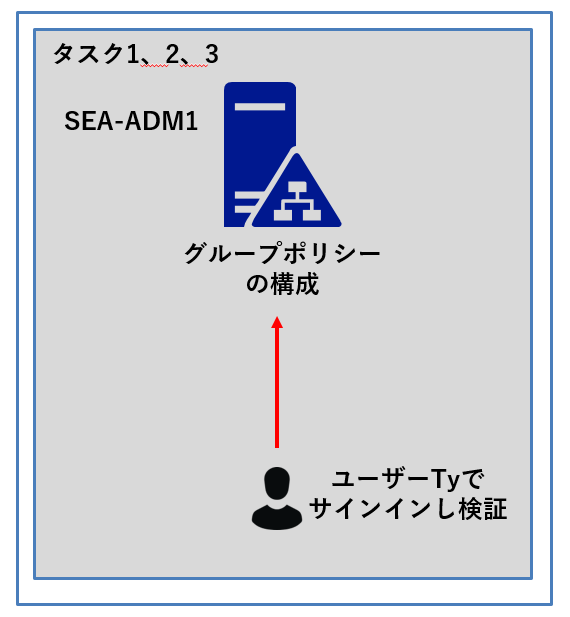 タスク1、2、3
SEA-ADM1
グループポリシー
の構成
ユーザーTyで
サインインし検証